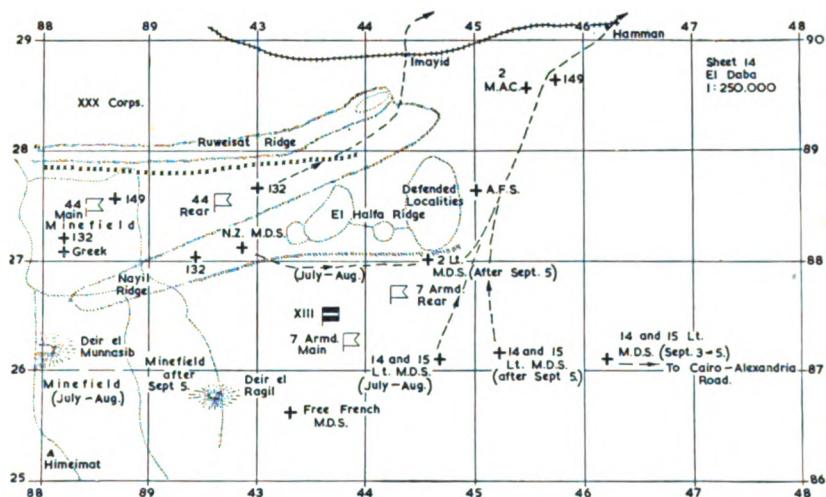 88 89 43 44 45 46 47 48
29
90
Hamman
Imayid
Sheet 14
El Daba
1:250.000
2
M.A.C.
149
XXX Corps.
28
89
Ruweisat Ridge
132
44
Main
149
44
Rear
Defended
Localities
A.F.S.
Minefield
El Halfa Ridge
132
Greek
N.Z. M.D.S.
27
88
132
2 Lt.
M.D.S. (After Sept. 5)
Nayil
Ridge
(July-Aug.)
7 Armd.
Rear
XIII
Deir el
Munnasib
Minefield
after
Sept 5.
7 Armd.
Main
14 and 15
Lt. M.D.S.
(July-Aug.)
14 and 15
Lt. M.D.S.
(after Sept 5.)
14 and 15 Lt.
M.D.S. (Sept. 3-5.)
To Cairo-Alexandria
Road.
26
87
Minefield
(July-Aug.)
Deir el
Ragil
Free French
M.D.S.
Himeimat
25
86
88 89 43 44 45 46 47 48